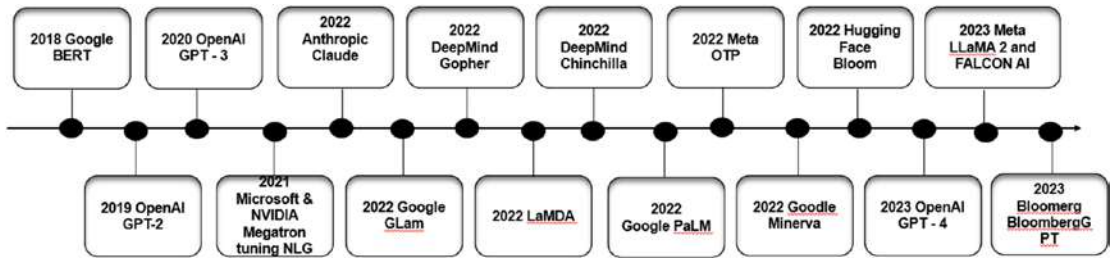 2018 Google
BERT
2020 OpenAI
GPT - 3
2022
Anthropic
Claude
2022
DeepMind
Gopher
2022
DeepMind
Chinchilla
2022 Meta
OTP
2022 Hugging
Face
Bloom
2023 Meta
LLaMA 2 and
FALCON AI
2019 OpenAI
GPT-2
2021
Microsoft &
NVIDIA
Megatron
tuning NLG
2022 Google
GLam
2022 LaMDA
2022
Google PaLM
2022 Goodle
Minerva
2023 OpenAI
GPT - 4
2023
Bloomerg
BloombergG
PT